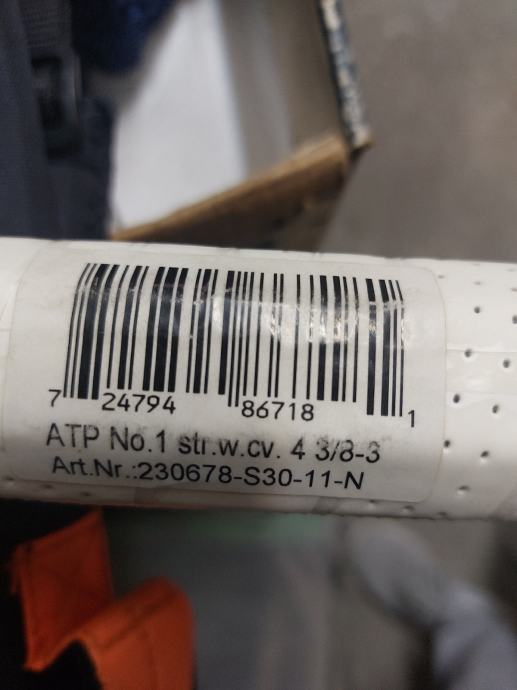 7 24794 86718 1
ATP No.1 str.w.cv. 4 3/8-3
Art.Nr.:230678-S30-11-N